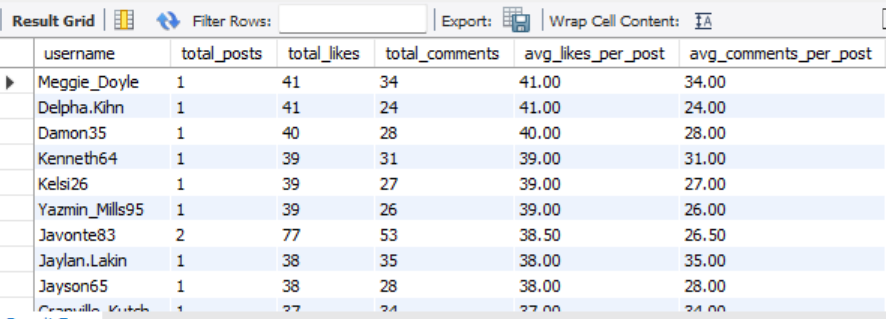 Result Grid Filter Rows: Export: Wrap Cell Content: IA
username total_posts total_likes total_comments avg_likes_per_post avg_comments_per_post
Meggie_Doyle 1 41 34 41.00 34.00
Delpha.Kihn 1 41 24 41.00 24.00
Damon35 1 40 28 40.00 28.00
Kenneth64 1 39 31 39.00 31.00
Kelsi26 1 39 27 39.00 27.00
Yazmin_Mills95 1 39 26 39.00 26.00
Javonte83 2 77 53 38.50 26.50
Jaylan.Lakin 1 38 35 38.00 35.00
Jayson65 1 38 28 38.00 28.00
1 37 34 37.00 34.00